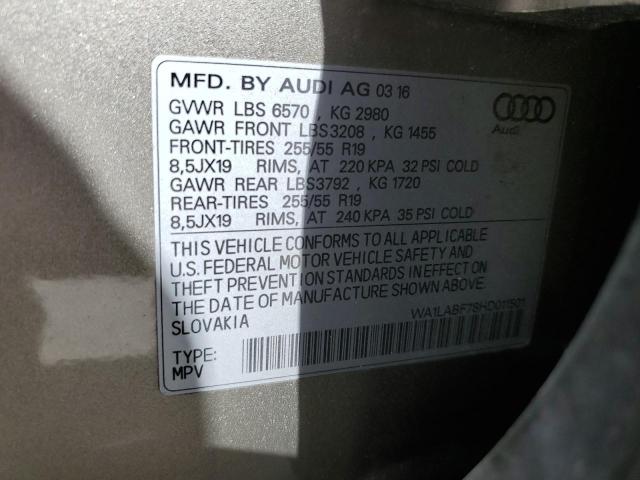 MFD. BY AUDI AG 03 16
GVWR LBS 6570 , KG 2980
GAWR FRONT LBS3208 , KG 1455
FRONT-TIRES 255/55 R19
8,5JX19 RIMS, AT 220 KPA 32 PSI COLD
GAWR REAR LBS3792 , KG 1720
REAR-TIRES 255/55 R19
8,5JX19 RIMS, AT 240 KPA 35 PSI COLD
Audi
THIS VEHICLE CONFORMS TO ALL APPLICABLE
U.S. FEDERAL MOTOR VEHICLE SAFETY AND
THEFT PREVENTION STANDARDS IN EFFECT ON
THE DATE OF MANUFACTURE SHOWN ABOVE.
SLOVAKIA
WA1LABF78HD011501
TYPE:
MPV